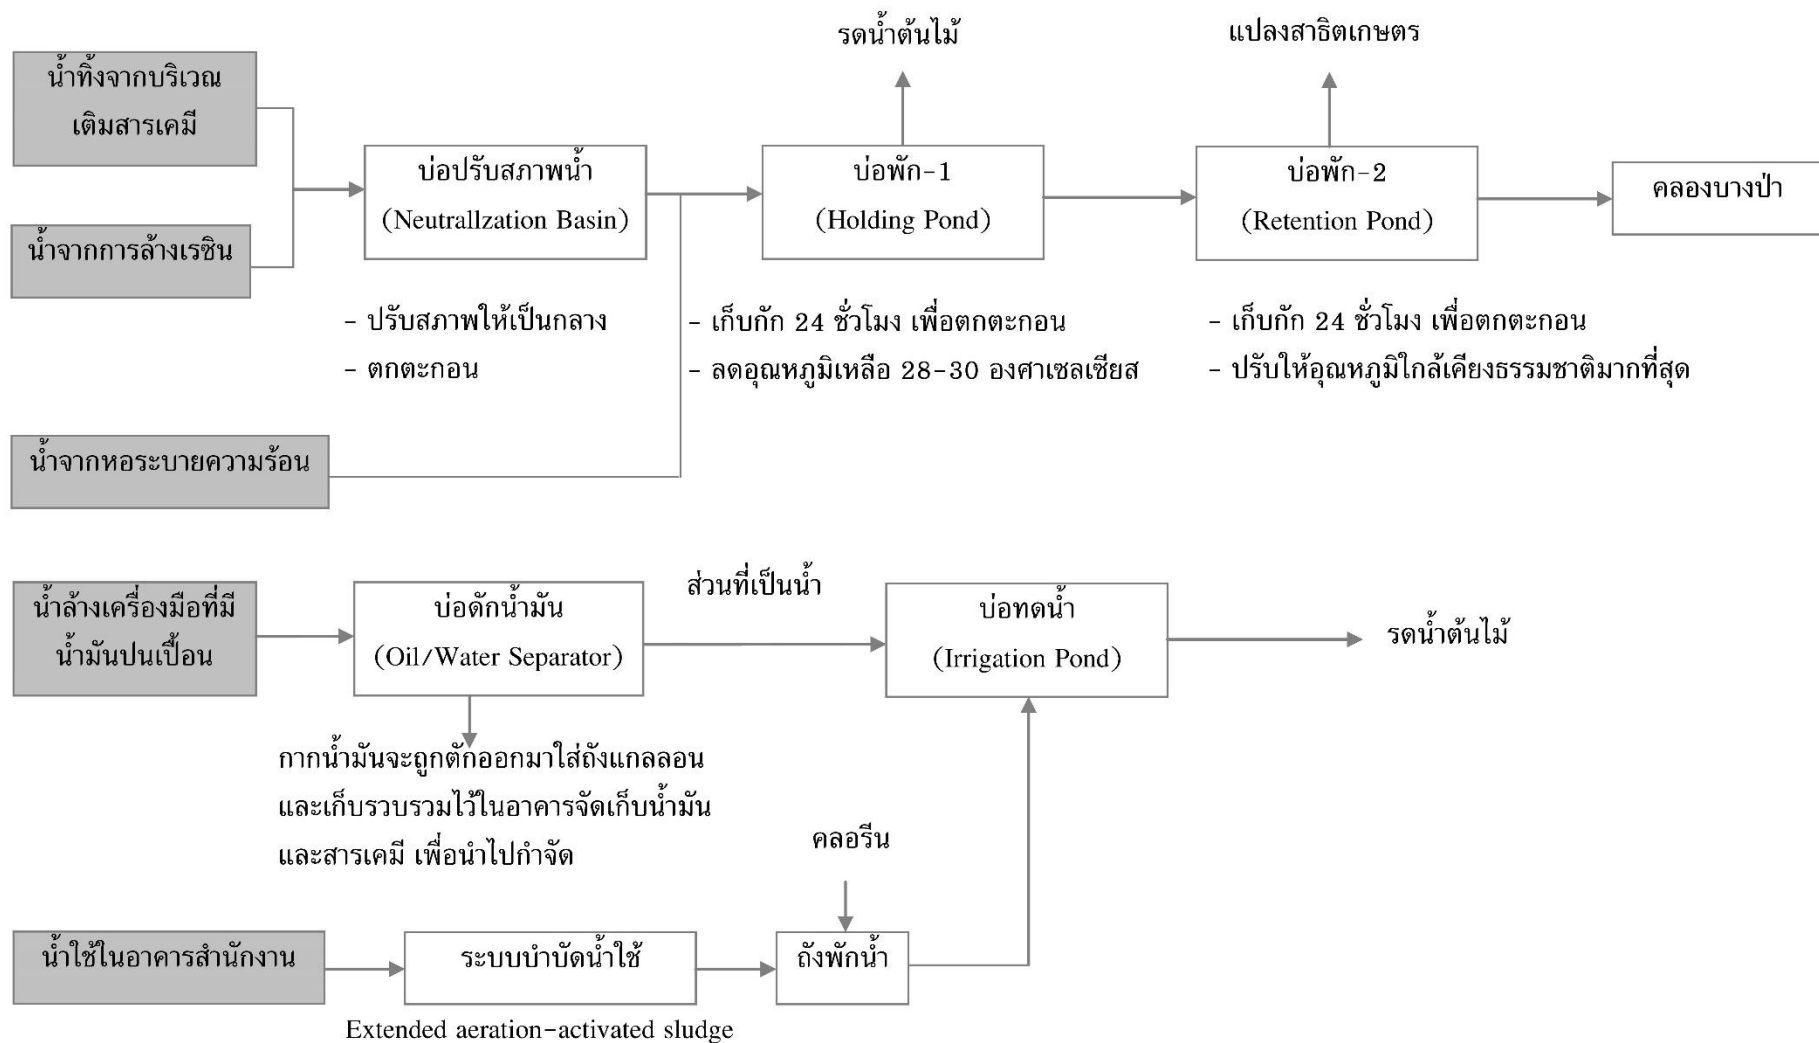 รดน้ำต้นไม้
แปลงสาธิตเกษตร
น้ำทิ้งจากบริเวณ
เติมสารเคมี
บ่อปรับสภาพน้ำ
(Neutrallzation Basin)
บ่อพัก-1
(Holding Pond)
บ่อพัก-2
(Retention Pond)
คลองบางป่า
น้ำจากการล้างเรซิน
- ปรับสภาพให้เป็นกลาง
- ตกตะกอน
- เก็บกัก 24 ชั่วโมง เพื่อตกตะกอน
- ลดอุณหภูมิเหลือ 28-30 องศาเซลเซียส
- เก็บกัก 24 ชั่วโมง เพื่อตกตะกอน
- ปรับให้อุณหภูมิใกล้เคียงธรรมชาติมากที่สุด
น้ำจากหอระบายความร้อน
น้ำล้างเครื่องมือที่มี
น้ำมันปนเปื้อน
บ่อดักน้ำมัน
(Oil/Water Separator)
ส่วนที่เป็นน้ำ
บ่อทดน้ำ
(Irrigation Pond)
รดน้ำต้นไม้
กากน้ำมันจะถูกตักออกมาใส่ถังแกลลอน
และเก็บรวบรวมไว้ในอาคารจัดเก็บน้ำมัน
และสารเคมี เพื่อนำไปกำจัด
คลอรีน
น้ำใช้ในอาคารสำนักงาน
ระบบบำบัดน้ำใช้
ถังพักน้ำ
Extended aeration-activated sludge